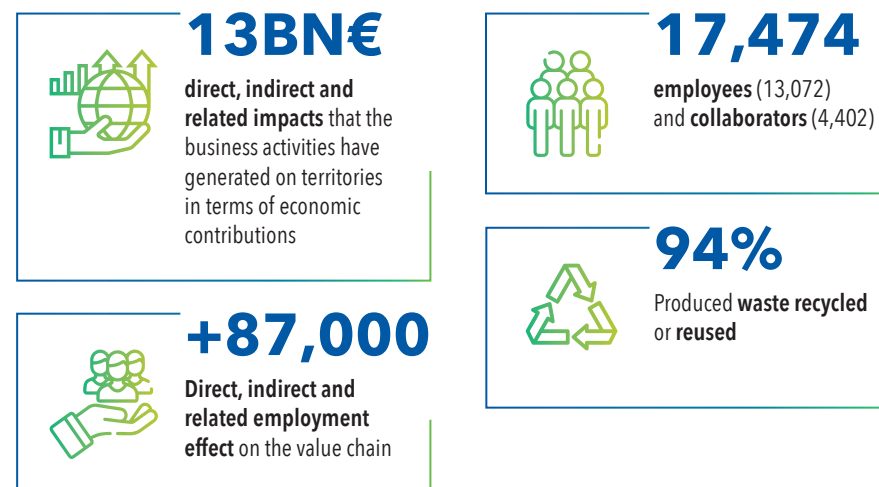 13BN€
direct, indirect and
related impacts that the
business activities have
generated on territories
in terms of economic
contributions
+87,000
Direct, indirect and
related employment
effect on the value chain
17,474
employees (13,072)
and collaborators (4,402)
94%
Produced waste recycled
or reused